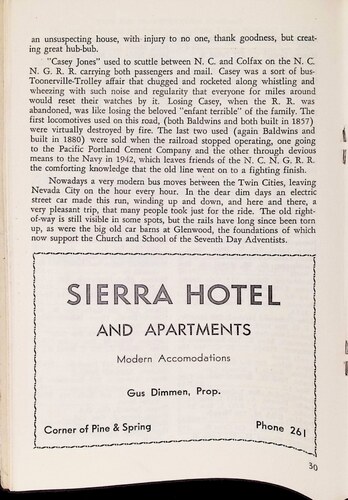 an unsuspecting house, with injury to no one, thank goodness, but creat-
ing great hub-bub.
"Casey Jones" used to scuttle between N. C. and Colfax on the N. C.
N. G. R. R. carrying both passengers and mail. Casey was a sort of bus-
Toonerville-Trolley affair that chugged and rocketed along whistling and
wheezing with such noise and regularity that everyone for miles around
would reset their watches by it. Losing Casey, when the R. R. was
abandoned, was like losing the beloved "enfant terrible" of the family. The
first locomotives used on this road, (both Baldwins and both built in 1857)
were virtually destroyed by fire. The last two used (again Baldwins and
built in 1880) were sold when the railroad stopped operating, one going
to the Pacific Portland Cement Company and the other through devious
means to the Navy in 1942, which leaves friends of the N. C. N. G. R. R.
the comforting knowledge that the old line went on to a fighting finish.
Nowadays a very modern bus moves between the Twin Cities, leaving
Nevada City on the hour every hour. In the dear dim days an electric
street car made this run, winding up and down, and here and there, a
very pleasant trip, that many people took just for the ride. The old right-
of-way is still visible in some spots, but the rails have long since been torn
up, as were the big old car barns at Glenwood, the foundations of which
now support the Church and School of the Seventh Day Adventists.
SIERRA HOTEL
AND APARTMENTS
Modern Accomodations
Gus Dimmen, Prop.
Corner of Pine & Spring Phone 261
30